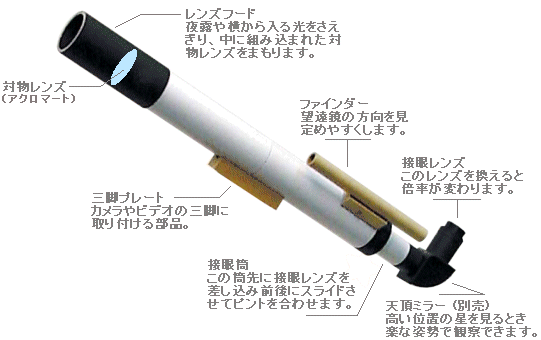 レンズフード
夜露や横から入る光をさえ
ぎり、中に組み込まれた対
物レンズをまもります。
対物レンズ
(アクロマート)
ファインダー
望遠鏡の方向を見
定めやすくします。
接眼レンズ
このレンズを換えると
倍率が変わります。
三脚プレート
カメラやビデオの三脚に
取り付ける部品。
接眼筒
この筒先に接眼レンズを
差し込み前後にスライドさ
せてピントを合わせます。
天頂ミラー(別売)
高い位置の星を見るとき
楽な姿勢で観察できます。